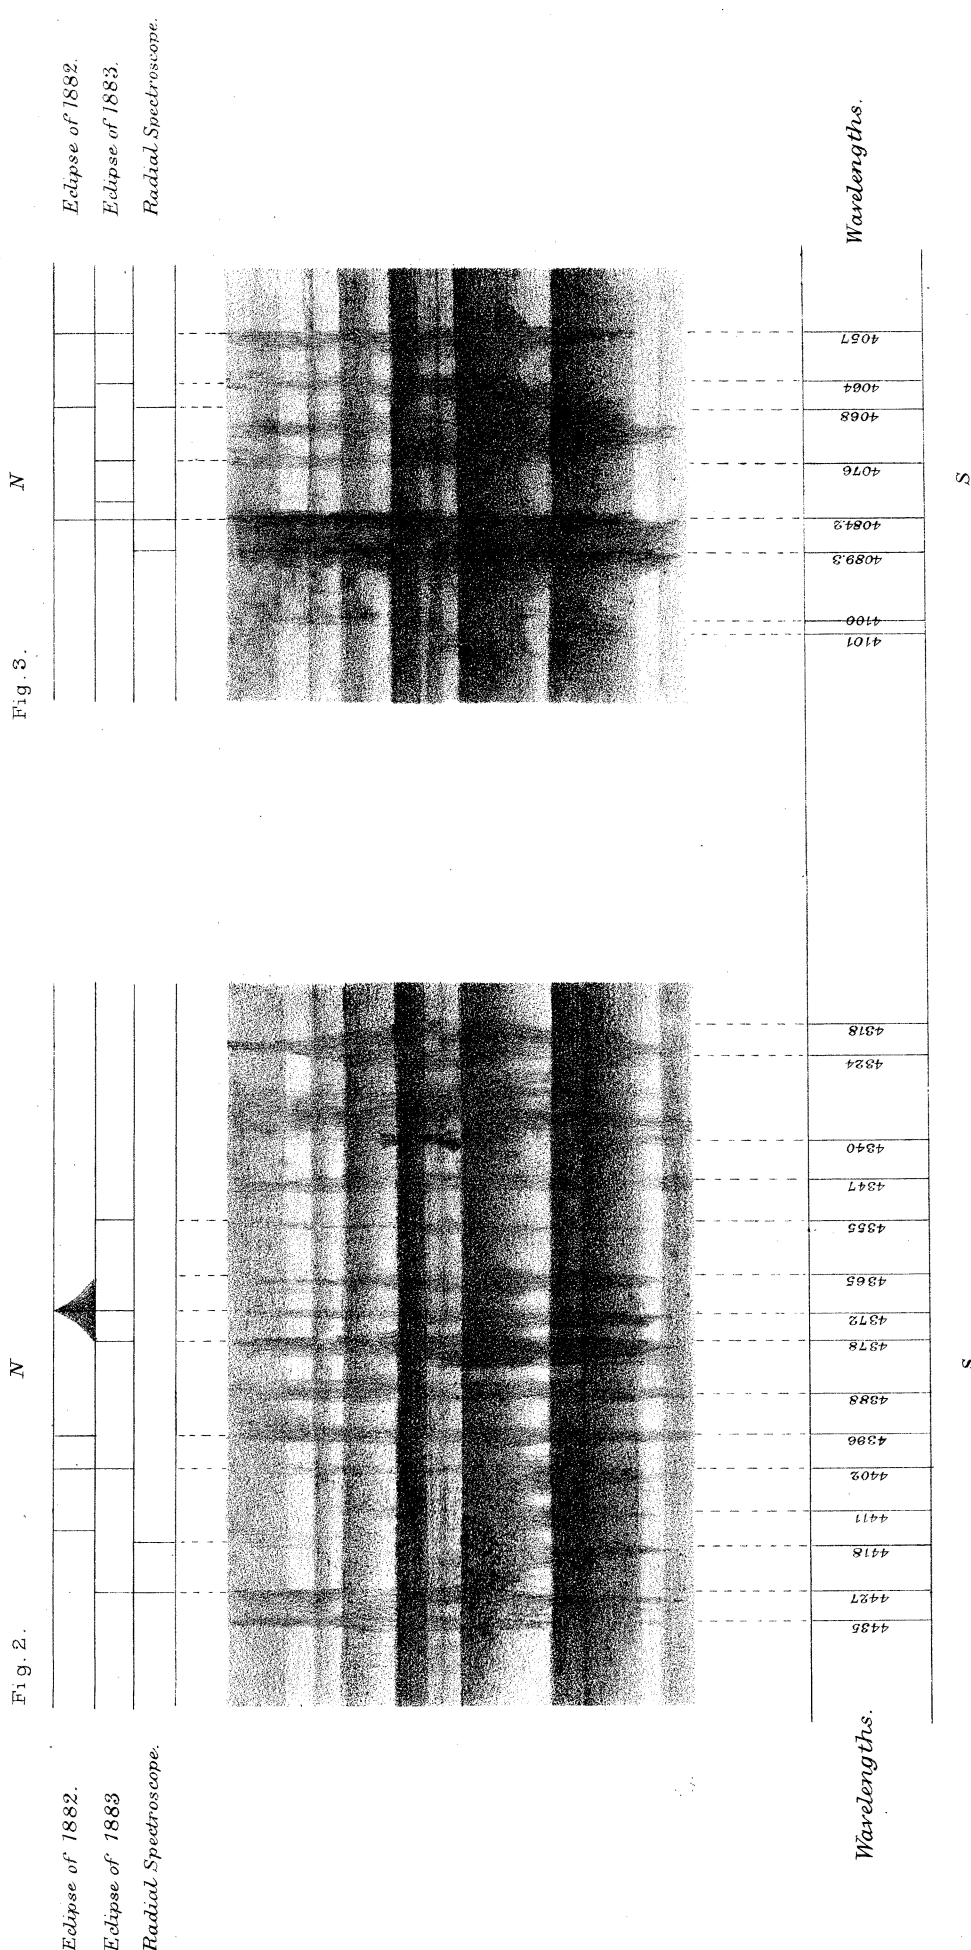 Fig. 2.
N
Eclipse of 1882.
Eclipse of 1883
Radial Spectroscope.
4435
4427
4418
4411
4402
4396
4388
4378
4372
4365
4355
4347
4340
4324
4318
Wavelengths.
S
Fig. 3.
N
Eclipse of 1882.
Eclipse of 1883.
Radial Spectroscope.
4101
4100
4089.3
4084.2
4076
4068
4064
4057
Wavelengths.
S